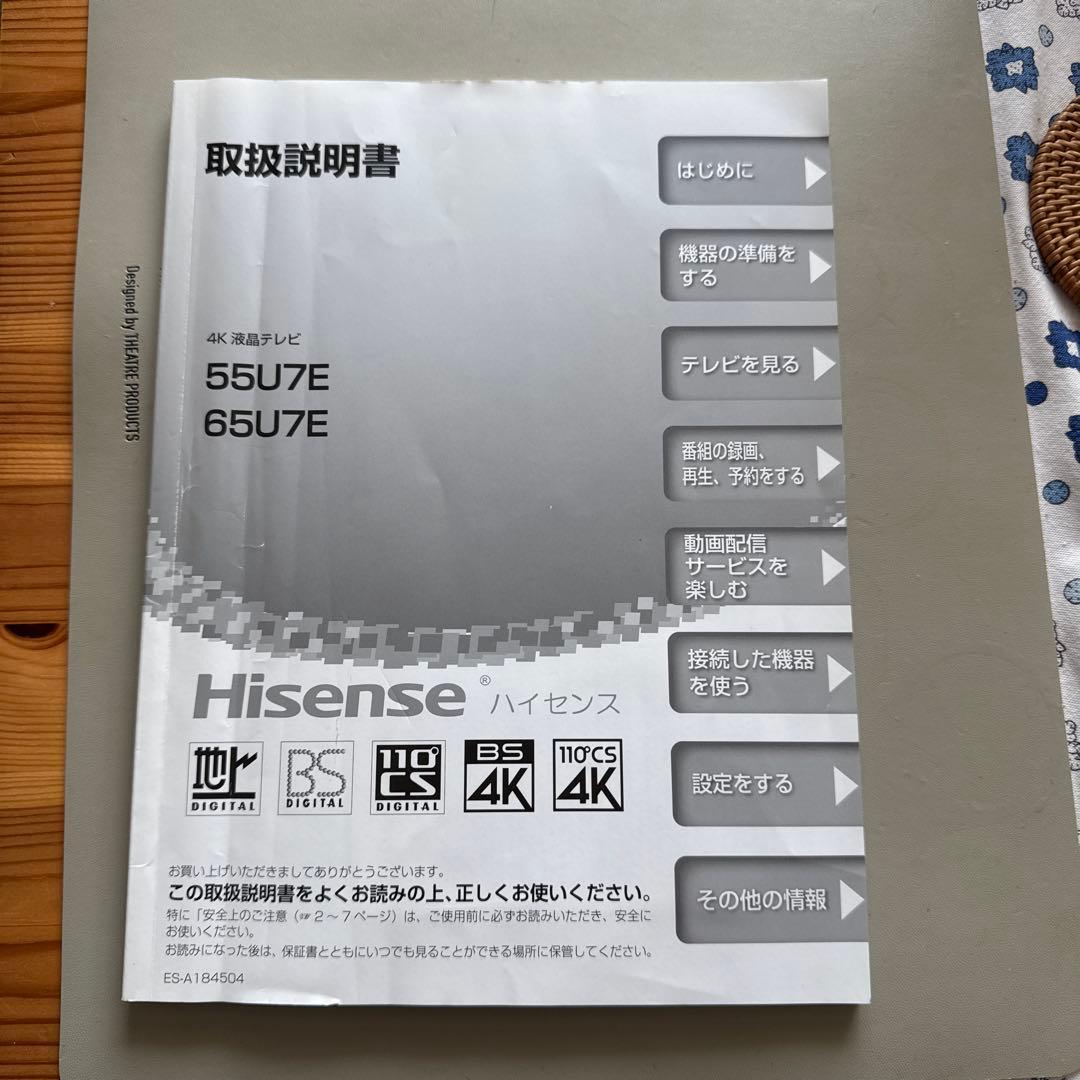 取扱説明書
4K 液晶テレビ
55U7E
65U7E
はじめに
機器の準備を
する
テレビを見る
番組の録画、
再生、予約をする
動画配信
サービスを
楽しむ
接続した機器
を使う
設定をする
その他の情報
Hisense® ハイセンス
地上
DIGITAL
BS
DIGITAL
110°
CS
DIGITAL
BS
4K
110°CS
4K
お買い上げいただきましてありがとうございます。
この取扱説明書をよくお読みの上、正しくお使いください。
特に「安全上のご注意（☞ 2 〜 7 ページ）は、ご使用前に必ずお読みいただき、安全に
お使いください。
お読みになった後は、保証書とともにいつでも見ることができる場所に保管してください。
ES-A184504
Designed by THEATRE PRODUCTS